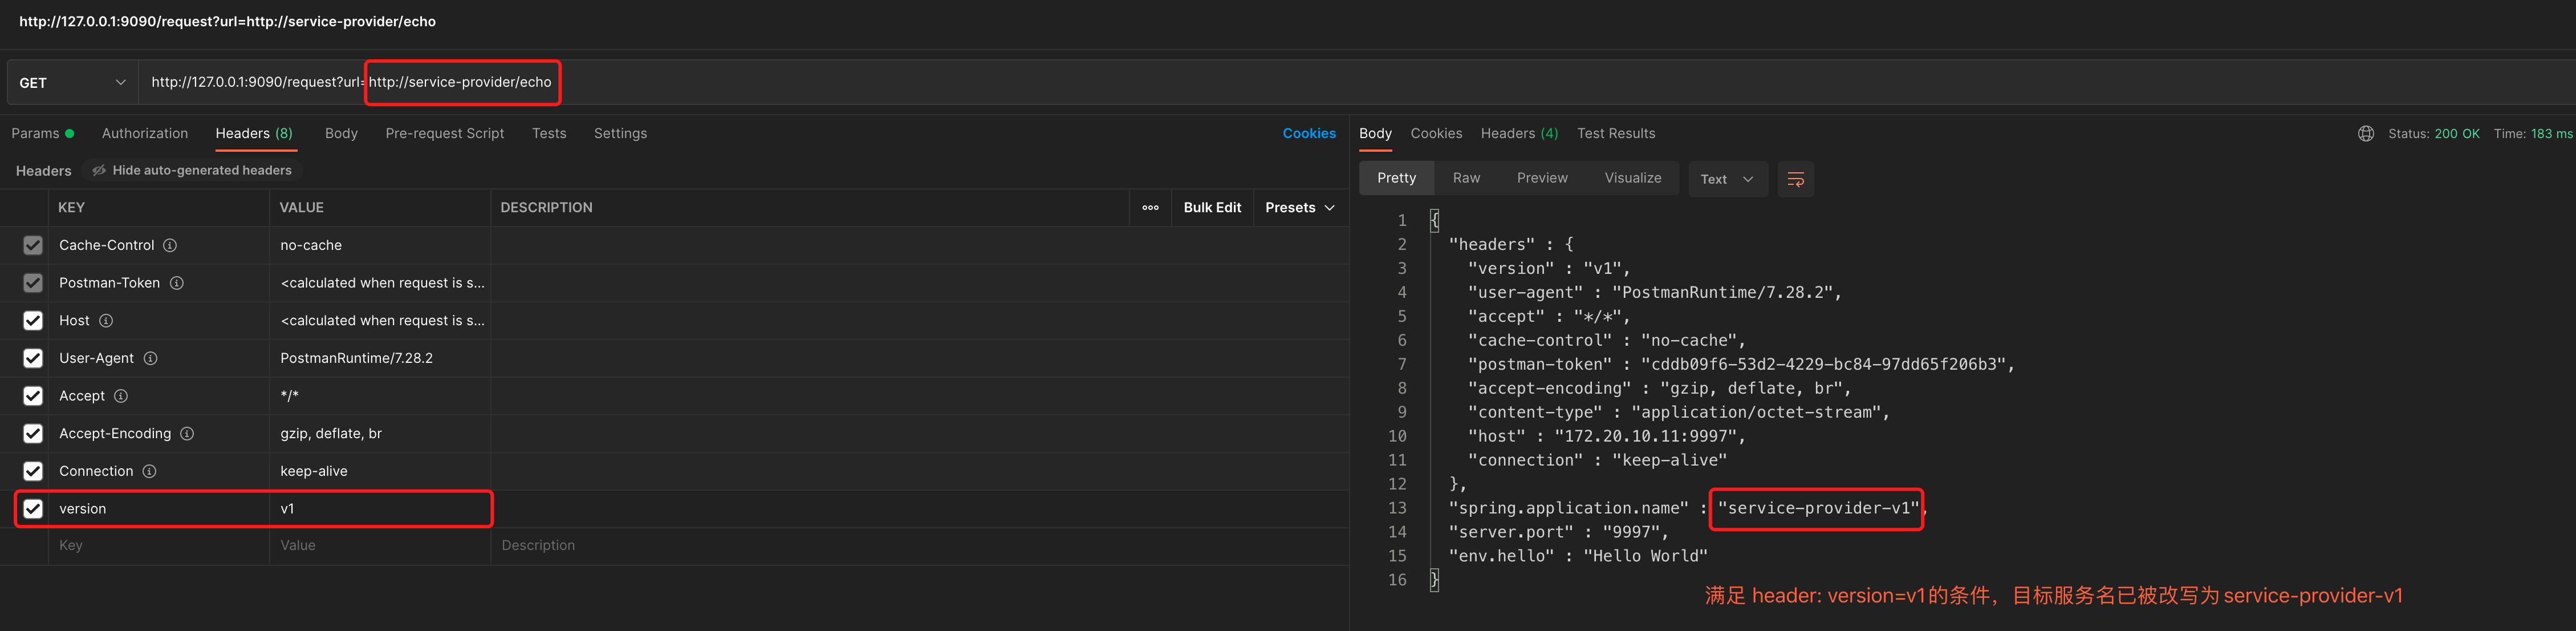 http://127.0.0.1:9090/request?url=http://service-provider/echo
GET http://127.0.0.1:9090/request?url=http://service-provider/echo
Params Authorization Headers (8) Body Pre-request Script Tests Settings Cookies
Headers Hide auto-generated headers
KEY VALUE DESCRIPTION ooo Bulk Edit Presets
Cache-Control no-cache
Postman-Token <calculated when request is s...
Host <calculated when request is s...
User-Agent PostmanRuntime/7.28.2
Accept */*
Accept-Encoding gzip, deflate, br
Connection keep-alive
version v1
Key Value Description
Body Cookies Headers (4) Test Results Status: 200 OK Time: 183 ms
Pretty Raw Preview Visualize Text
1 {
2 "headers" : {
3 "version" : "v1",
4 "user-agent" : "PostmanRuntime/7.28.2",
5 "accept" : "*/*",
6 "cache-control" : "no-cache",
7 "postman-token" : "cddb09f6-53d2-4229-bc84-97dd65f206b3",
8 "accept-encoding" : "gzip, deflate, br",
9 "content-type" : "application/octet-stream",
10 "host" : "172.20.10.11:9997",
11 "connection" : "keep-alive"
12 },
13 "spring.application.name" : "service-provider-v1",
14 "server.port" : "9997",
15 "env.hello" : "Hello World"
16 }
满足 header: version=v1的条件，目标服务名已被改写为 service-provider-v1